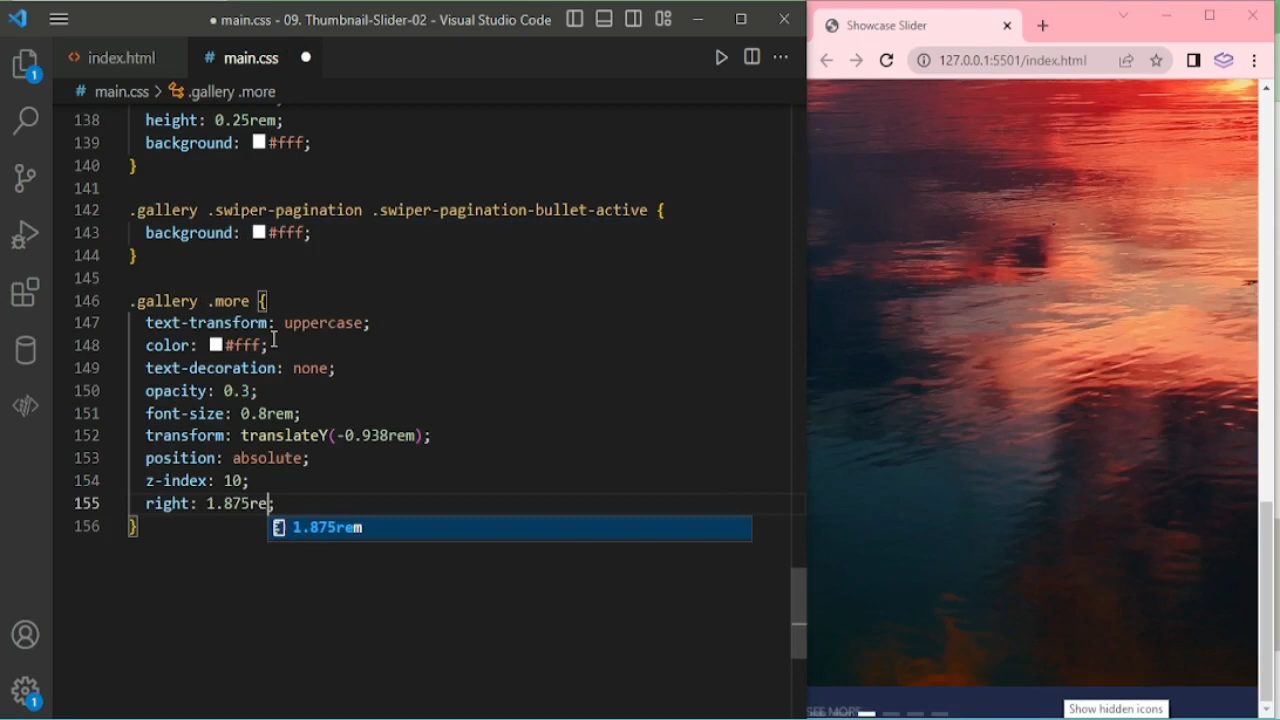 ● main.css - 09. Thumbnail-Slider-02 - Visual Studio Code
index.html
# main.css ●
# main.css > .gallery .more
138 height: 0.25rem;
139 background: #fff;
140 }
141
142 .gallery .swiper-pagination .swiper-pagination-bullet-active {
143 background: #fff;
144 }
145
146 .gallery .more {
147 text-transform: uppercase;
148 color: #fff;
149 text-decoration: none;
150 opacity: 0.3;
151 font-size: 0.8rem;
152 transform: translateY(-0.938rem);
153 position: absolute;
154 z-index: 10;
155 right: 1.875re;
1.875rem
156 }
1
1
Showcase Slider
127.0.0.1:5501/index.html
SEE MORE
Show hidden icons